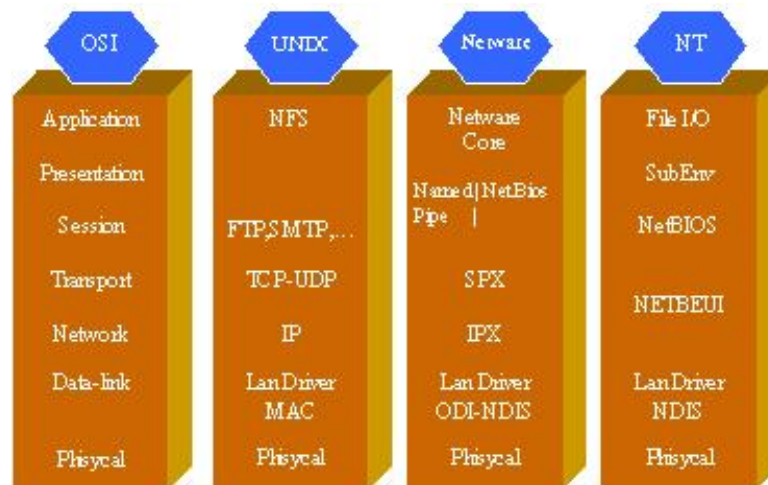 OSI
Application
Presentation
Session
Transport
Network
Data-link
Phisycal
UNIX
NFS
FTP,SMTP,...
TCP-UDP
IP
Lan Driver
MAC
Phisycal
Netware
Netware
Core
Named|NetBios
Pipe |
SPX
IPX
Lan Driver
ODI-NDIS
Phisycal
NT
File I/O
SubEnv
NetBIOS
NETBEUI
Lan Driver
NDIS
Phisycal